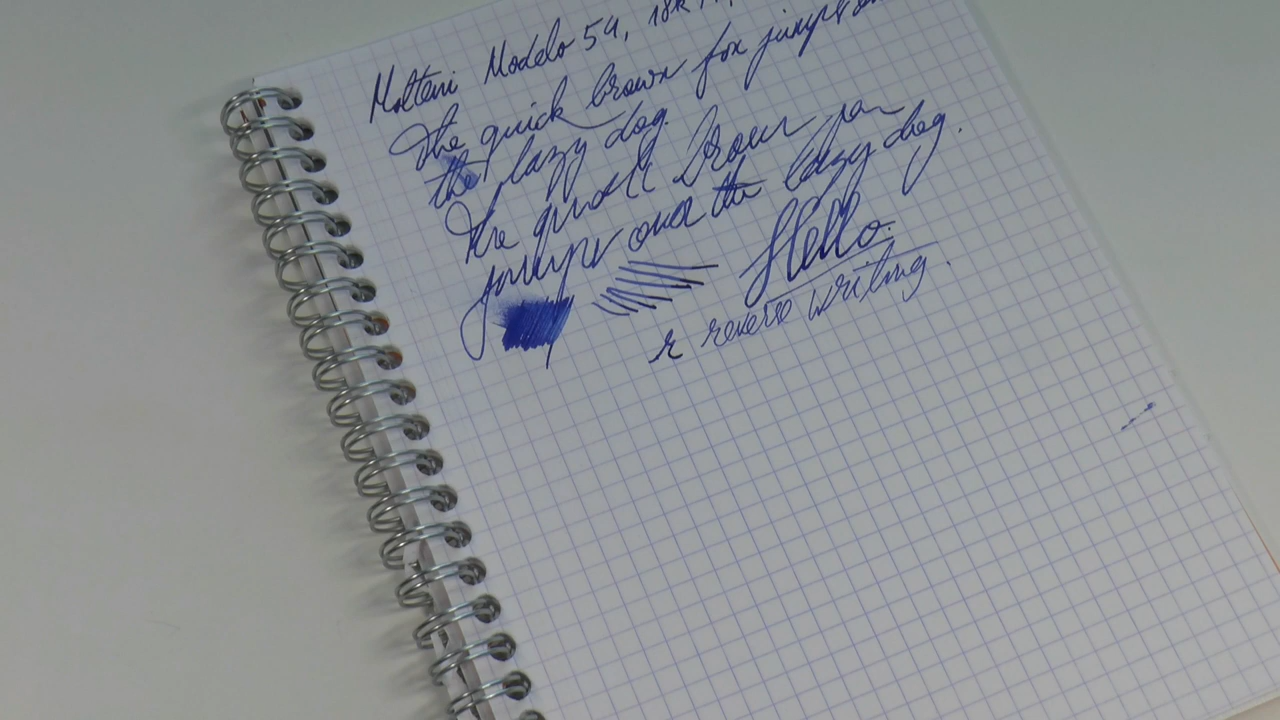 Molteni Modelo 54, 18k
The quick brown fox jumps
the lazy dog
The quick brown fox
jumps over the lazy dog.
Hello.
r reverse writing.